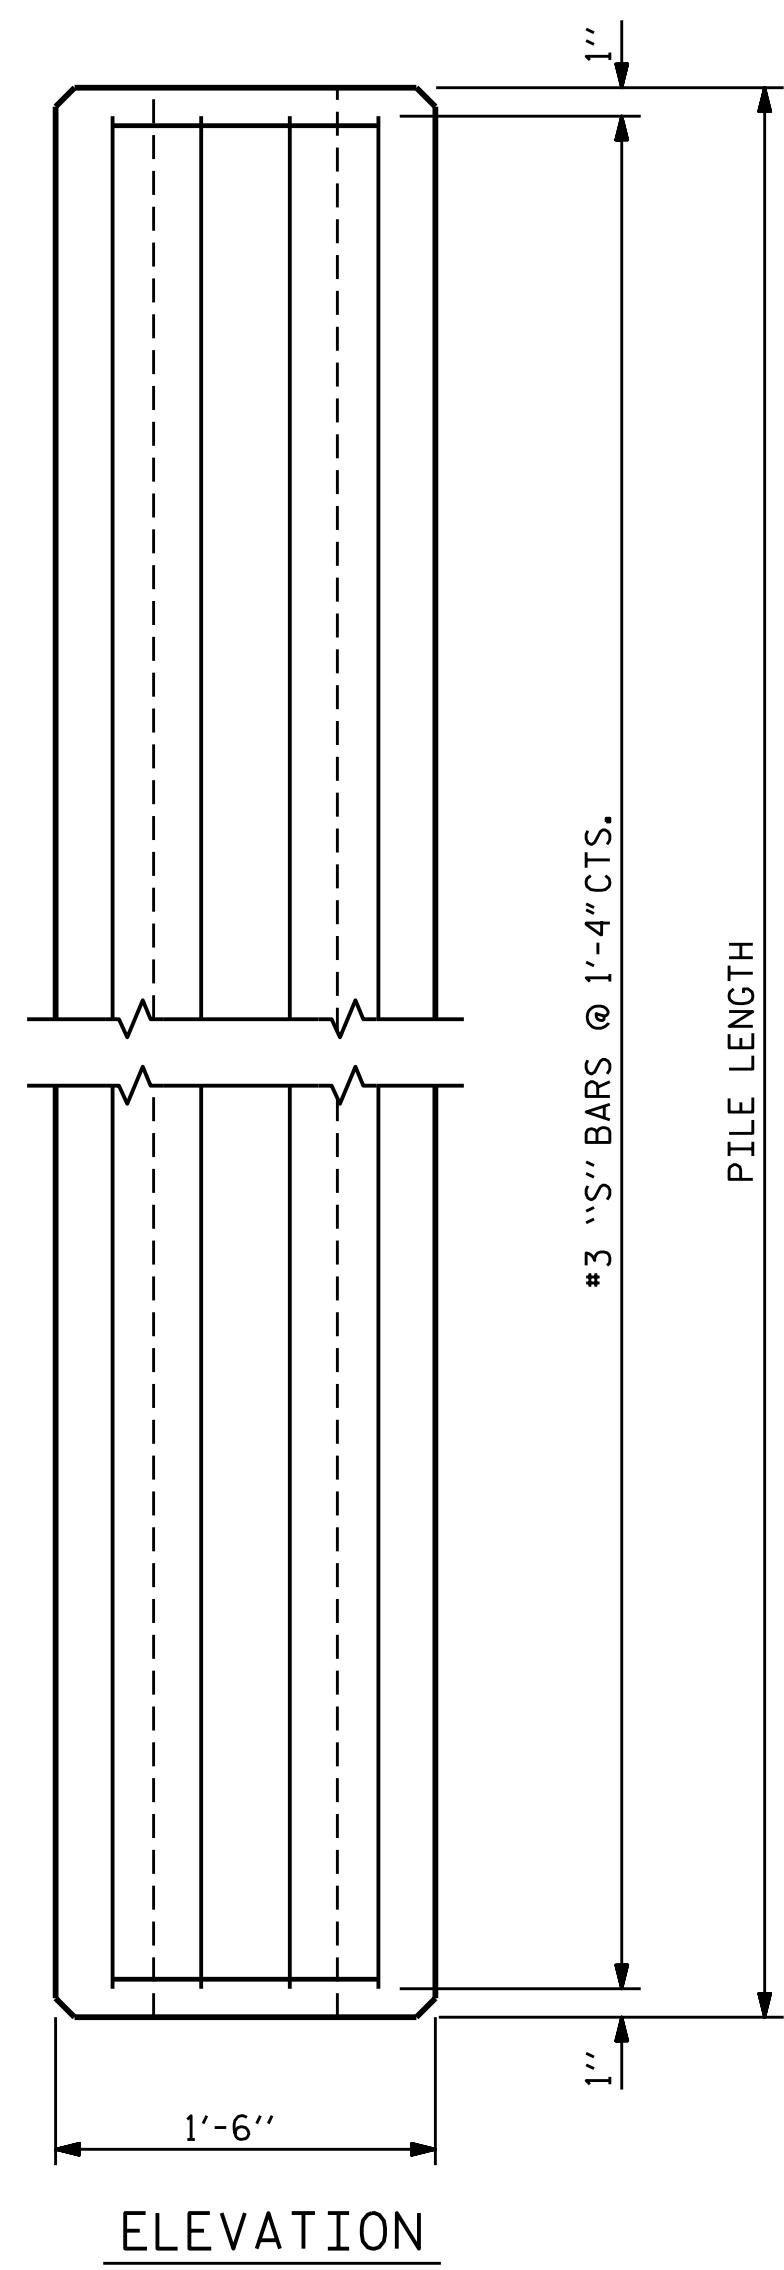 1"
#3 "S" BARS @ 1'-4" CTS.
PILE LENGTH
1"
1'-6"
ELEVATION